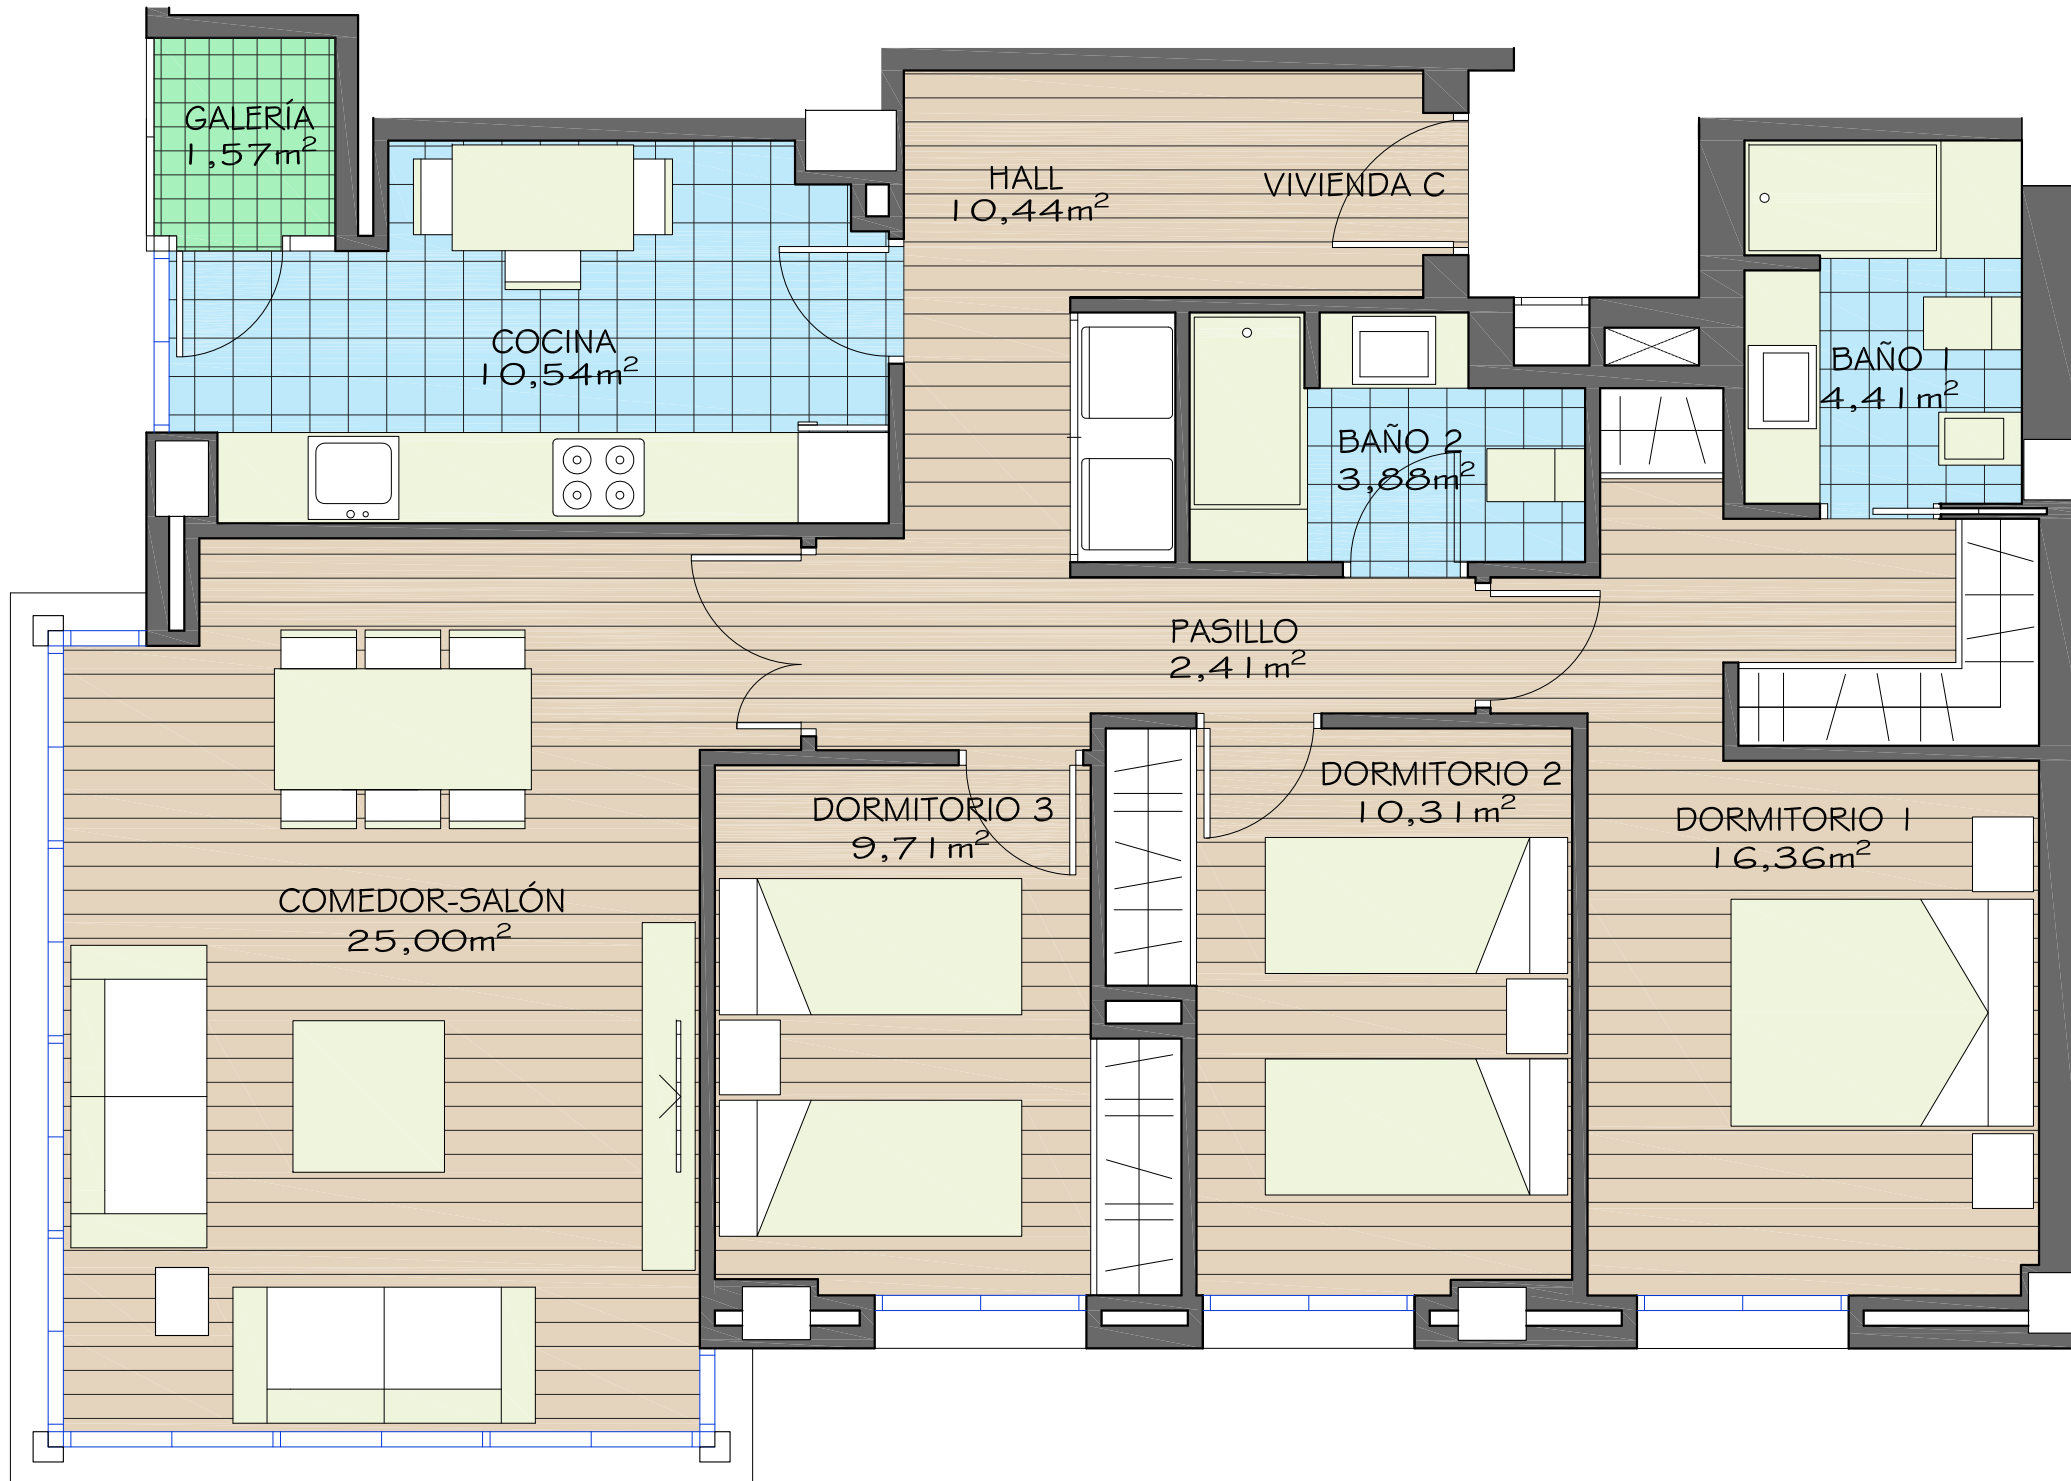 GALERÍA
1,57m²
HALL
10,44m²
VIVIENDA C
COCINA
10,54m²
BAÑO 1
4,41m²
BAÑO 2
3,88m²
PASILLO
2,41m²
DORMITORIO 3
9,71m²
DORMITORIO 2
10,31m²
DORMITORIO 1
16,36m²
COMEDOR-SALÓN
25,00m²